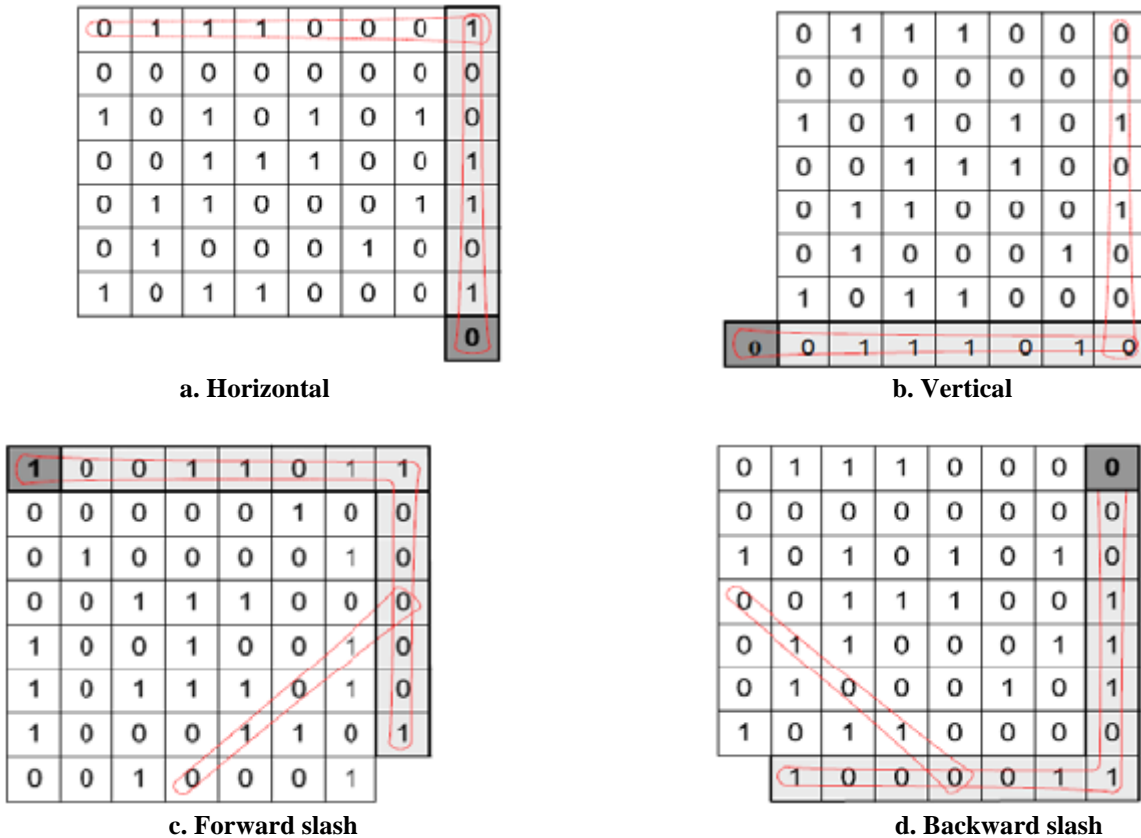 0 1 1 1 0 0 0 1
0 0 0 0 0 0 0 0
1 0 1 0 1 0 1 0
0 0 1 1 1 0 0 1
0 1 1 0 0 0 1 1
0 1 0 0 0 1 0 0
1 0 1 1 0 0 0 1
0
a. Horizontal
0 1 1 1 0 0 0
0 0 0 0 0 0 0
1 0 1 0 1 0 1
0 0 1 1 1 0 0
0 1 1 0 0 0 1
0 1 0 0 0 1 0
1 0 1 1 0 0 0
0 0 1 1 1 0 1 0
b. Vertical
1 0 0 1 1 0 1 1
0 0 0 0 0 1 0 0
0 1 0 0 0 0 1 0
0 0 1 1 1 0 0 0
1 0 0 1 0 0 1 0
1 0 1 1 1 0 1 0
1 0 0 0 1 1 0 1
0 0 1 0 0 0 1
c. Forward slash
0 1 1 1 0 0 0 0
0 0 0 0 0 0 0 0
1 0 1 0 1 0 1 0
0 0 1 1 1 0 0 1
0 1 1 0 0 0 1 1
0 1 0 0 0 1 0 1
1 0 1 1 0 0 0 0
1 0 0 0 0 1 1
d. Backward slash